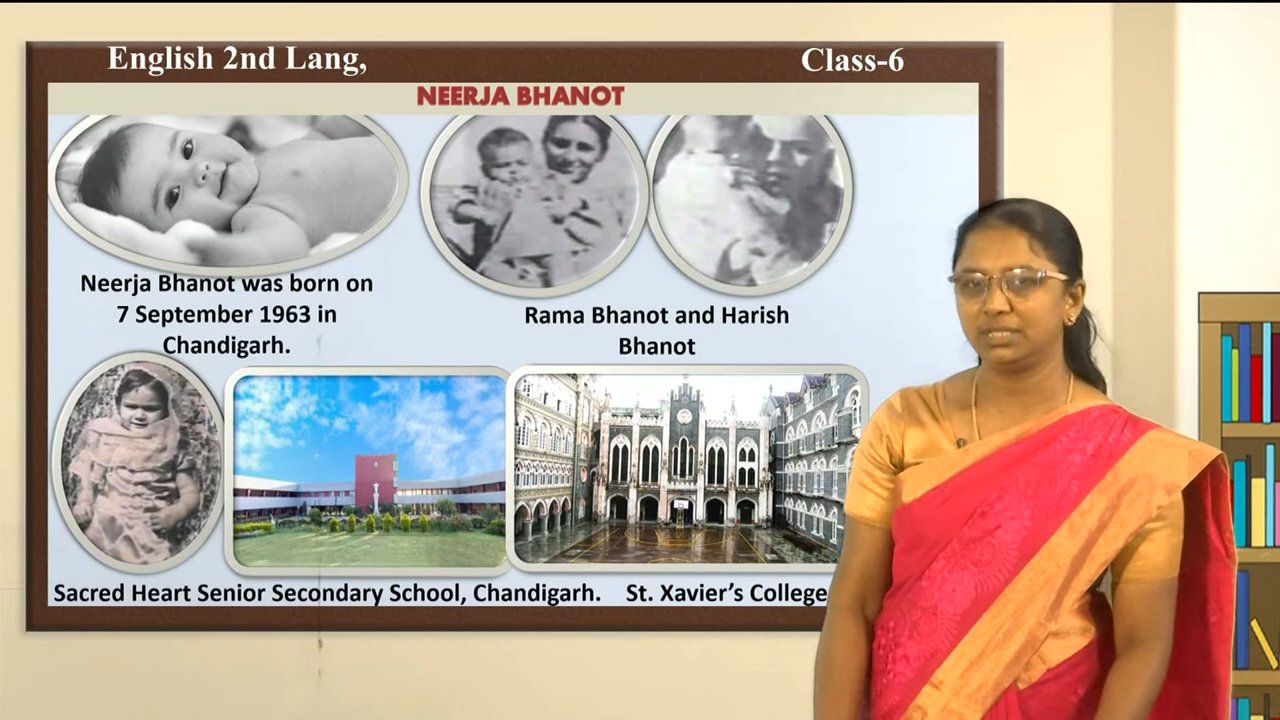 English 2nd Lang,
Class-6
NEERJA BHANOT
Neerja Bhanot was born on
7 September 1963 in
Chandigarh.
Rama Bhanot and Harish
Bhanot
Sacred Heart Senior Secondary School, Chandigarh.
St. Xavier's College